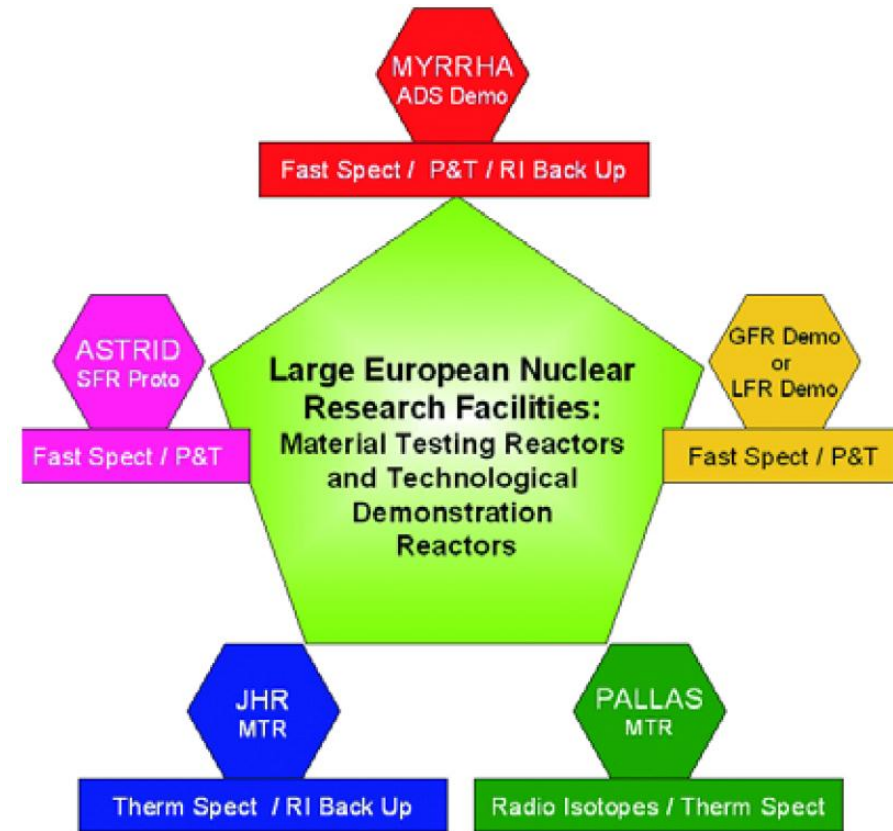 MYRRHA
ADS Demo
Fast Spect / P&T / RI Back Up
ASTRID
SFR Proto
Fast Spect / P&T
GFR Demo
or
LFR Demo
Fast Spect / P&T
Large European Nuclear
Research Facilities:
Material Testing Reactors
and Technological
Demonstration
Reactors
JHR
MTR
Therm Spect / RI Back Up
PALLAS
MTR
Radio Isotopes / Therm Spect